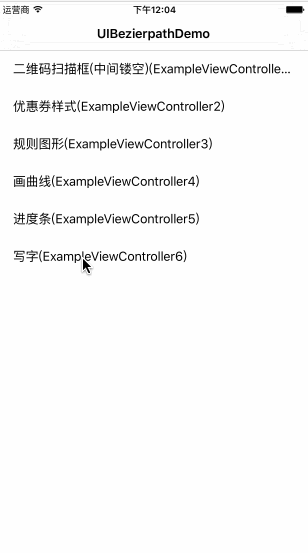 运营商 下午12:04
UIBezierpathDemo
二维码扫描框(中间镂空)(ExampleViewControlle...
优惠券样式(ExampleViewController2)
规则图形(ExampleViewController3)
画曲线(ExampleViewController4)
进度条(ExampleViewController5)
写字(ExampleViewController6)